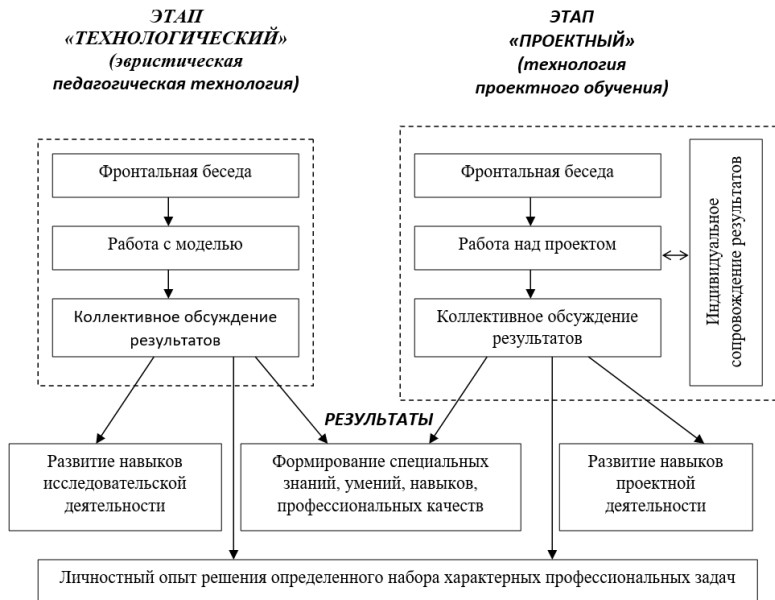 ЭТАП
«ТЕХНОЛОГИЧЕСКИЙ»
(эвристическая
педагогическая технология)
ЭТАП
«ПРОЕКТНЫЙ»
(технология
проектного обучения)
Фронтальная беседа
Работа с моделью
Коллективное обсуждение
результатов
Фронтальная беседа
Работа над проектом
Коллективное обсуждение
результатов
Индивидуальное
сопровождение результатов
РЕЗУЛЬТАТЫ
Развитие навыков
исследовательской
деятельности
Формирование специальных
знаний, умений, навыков,
профессиональных качеств
Развитие навыков
проектной
деятельности
Личностный опыт решения определенного набора характерных профессиональных задач